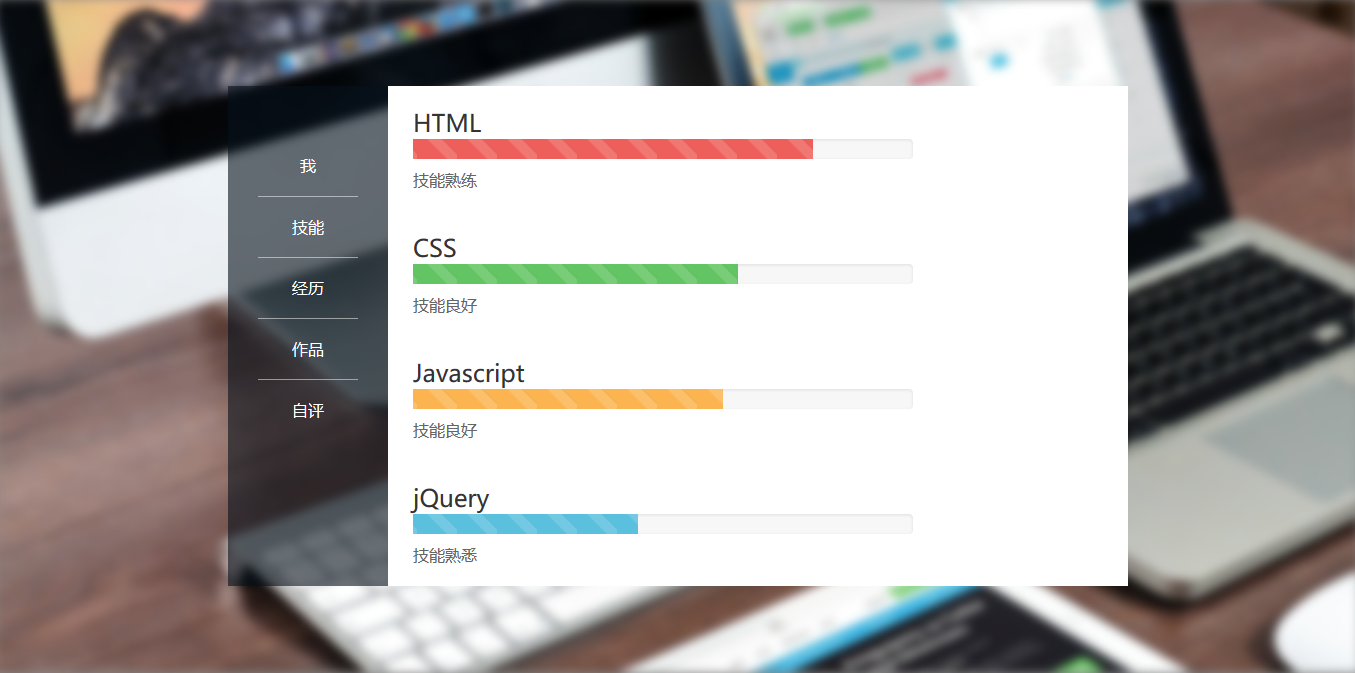 我
技能
经历
作品
自评
HTML
技能熟练
CSS
技能良好
Javascript
技能良好
jQuery
技能熟悉